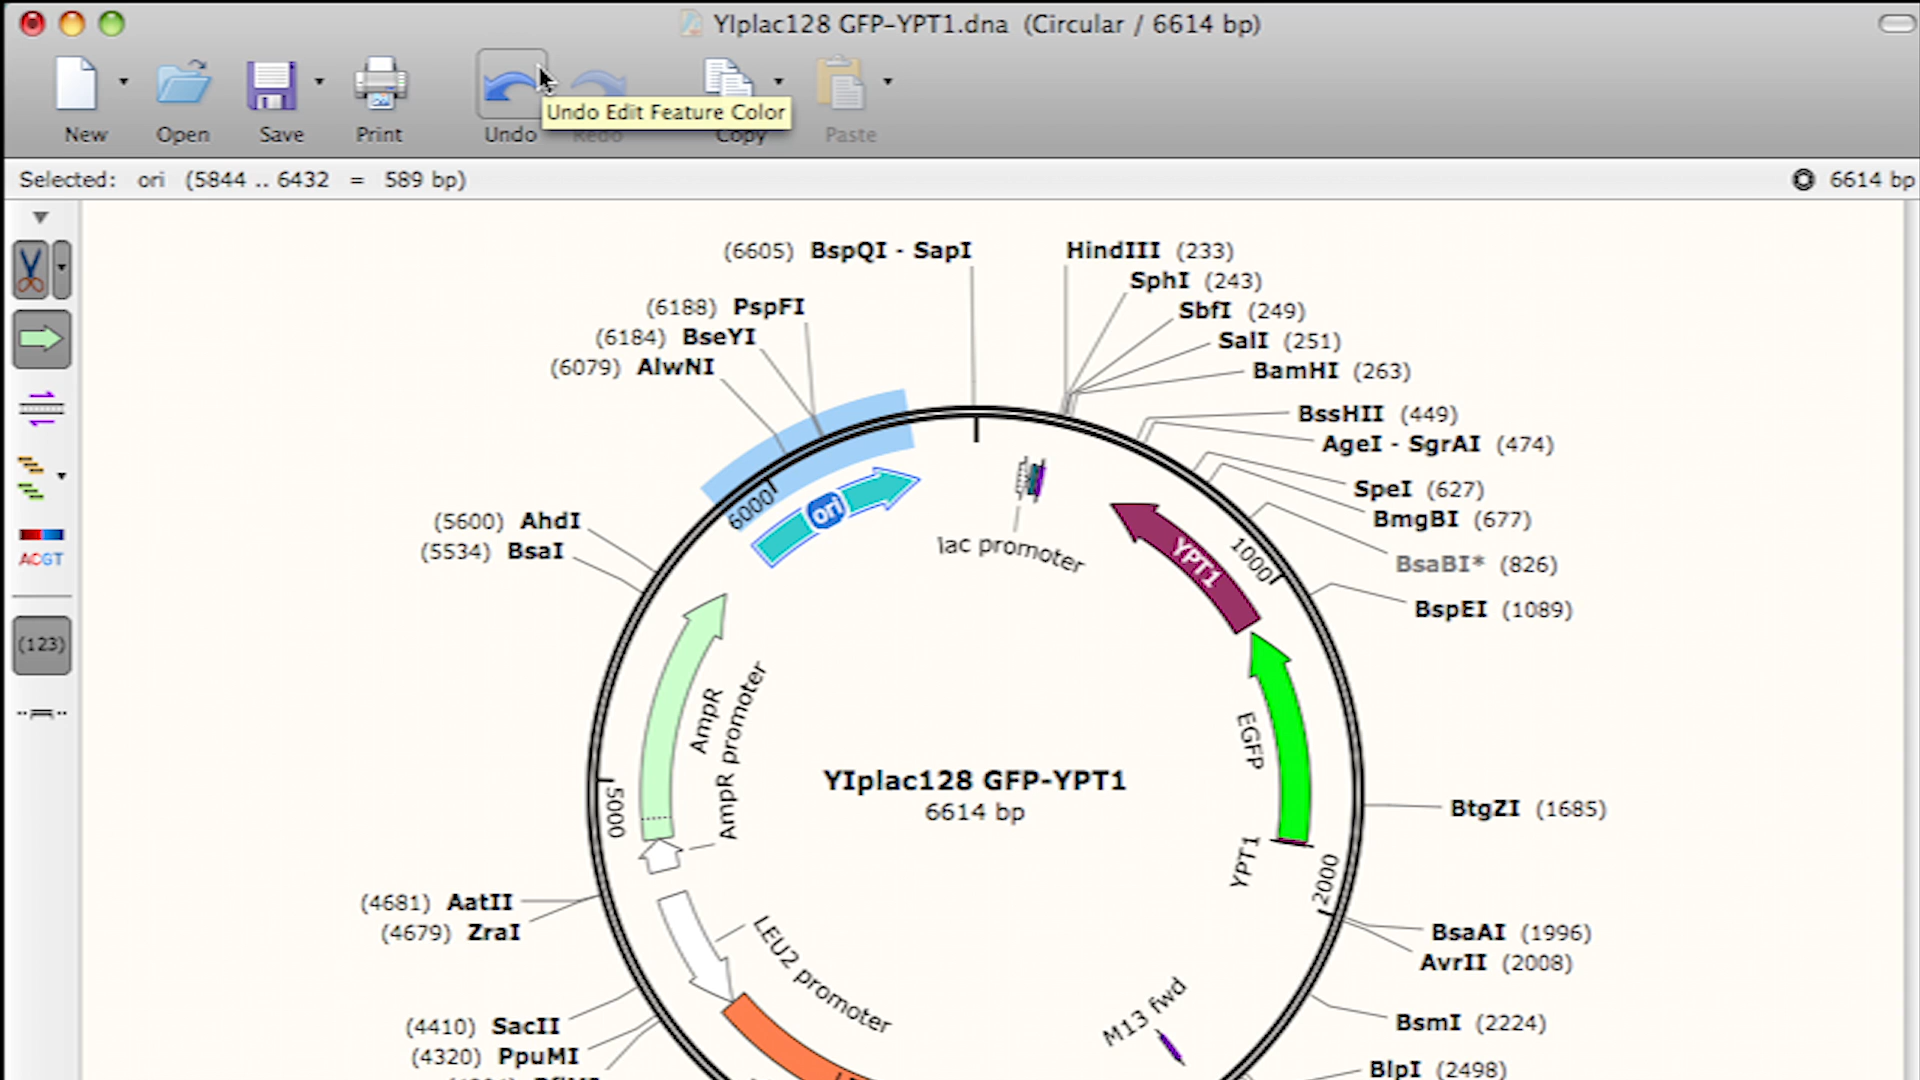 YIplac128 GFP-YPT1.dna (Circular / 6614 bp)
New
Open
Save
Print
Undo
Redo
Copy
Paste
Undo Edit Feature Color
Selected: ori (5844 .. 6432 = 589 bp)
6614 bp
(6605) BspQI - SapI
HindIII (233)
SphI (243)
(6188) PspFI
SbfI (249)
(6184) BseYI
SalI (251)
(6079) AlwNI
BamHI (263)
BssHII (449)
AgeI - SgrAI (474)
SpeI (627)
BmgBI (677)
BsaBI* (826)
BspEI (1089)
(5600) AhdI
(5534) BsaI
6000
ori
lac promoter
YPT1
1000
ACGT
(123)
AmpR
AmpR promoter
EGFP
YIplac128 GFP-YPT1
6614 bp
5000
BtgZI (1685)
YPT1
2000
(4681) AatII
(4679) ZraI
BsaAI (1996)
AvrII (2008)
LEU2 promoter
M13 fwd
(4410) SacII
(4320) PpuMI
BsmI (2224)
BlpI (2498)